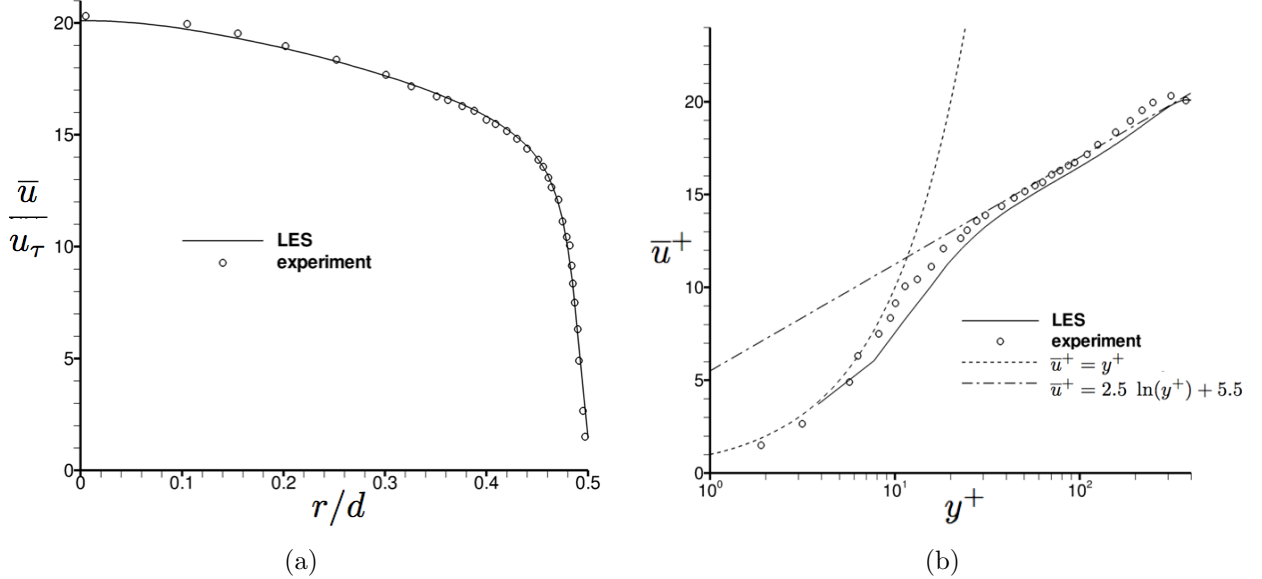 20
15
10
5
0
u̅
u_τ
LES
experiment
0
0.1
0.2
0.3
0.4
0.5
r/d
(a)
20
15
10
5
0
u̅⁺
LES
experiment
u̅⁺ = y⁺
u̅⁺ = 2.5 ln(y⁺) + 5.5
10⁰
10¹
10²
y⁺
(b)